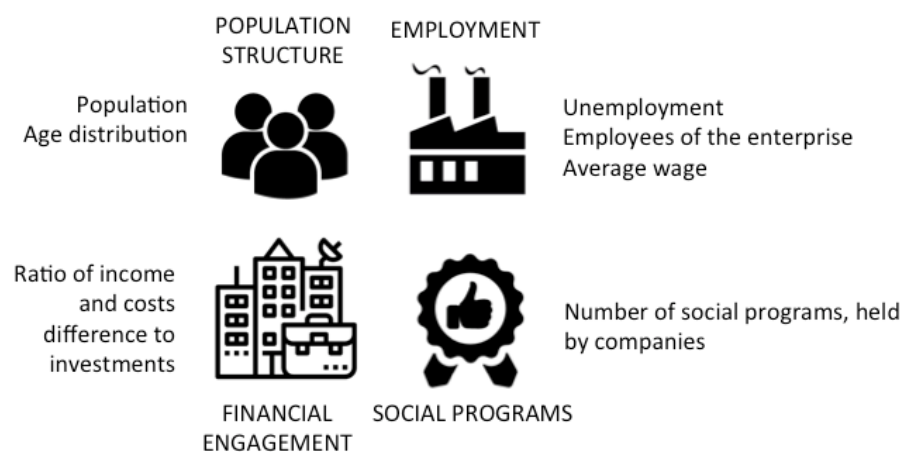 POPULATION
STRUCTURE
EMPLOYMENT
Population
Age distribution
Unemployment
Employees of the enterprise
Average wage
Ratio of income
and costs
difference to
investments
Number of social programs, held
by companies
FINANCIAL
ENGAGEMENT
SOCIAL PROGRAMS